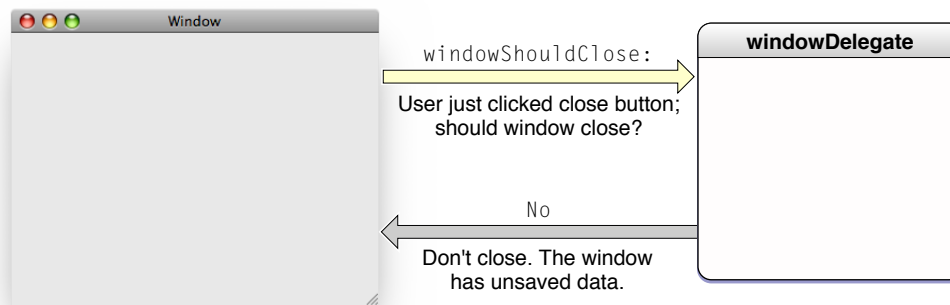 Window
windowShouldClose:
User just clicked close button;
should window close?
windowDelegate
No
Don't close. The window
has unsaved data.